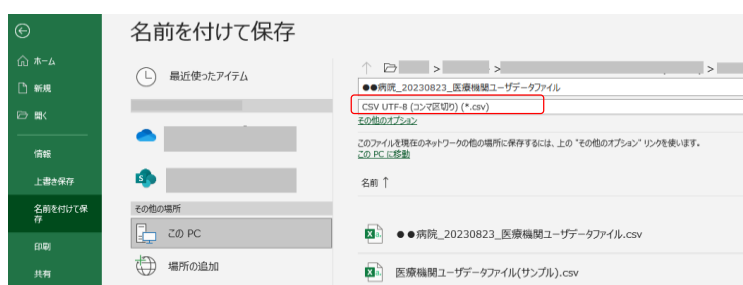 名前を付けて保存
ホーム
新規
開く
情報
上書き保存
名前を付けて保
存
印刷
共有
最近使ったアイテム
その他の場所
この PC
場所の追加
> > >
●●病院_20230823_医療機関ユーザデータファイル
CSV UTF-8 (コンマ区切り) (*.csv)
その他のオプション
このファイルを現在のネットワークの他の場所に保存するには、上の "その他のオプション" リンクを使います。
この PC に移動
名前 ↑
●●病院_20230823_医療機関ユーザデータファイル.csv
医療機関ユーザデータファイル(サンプル).csv